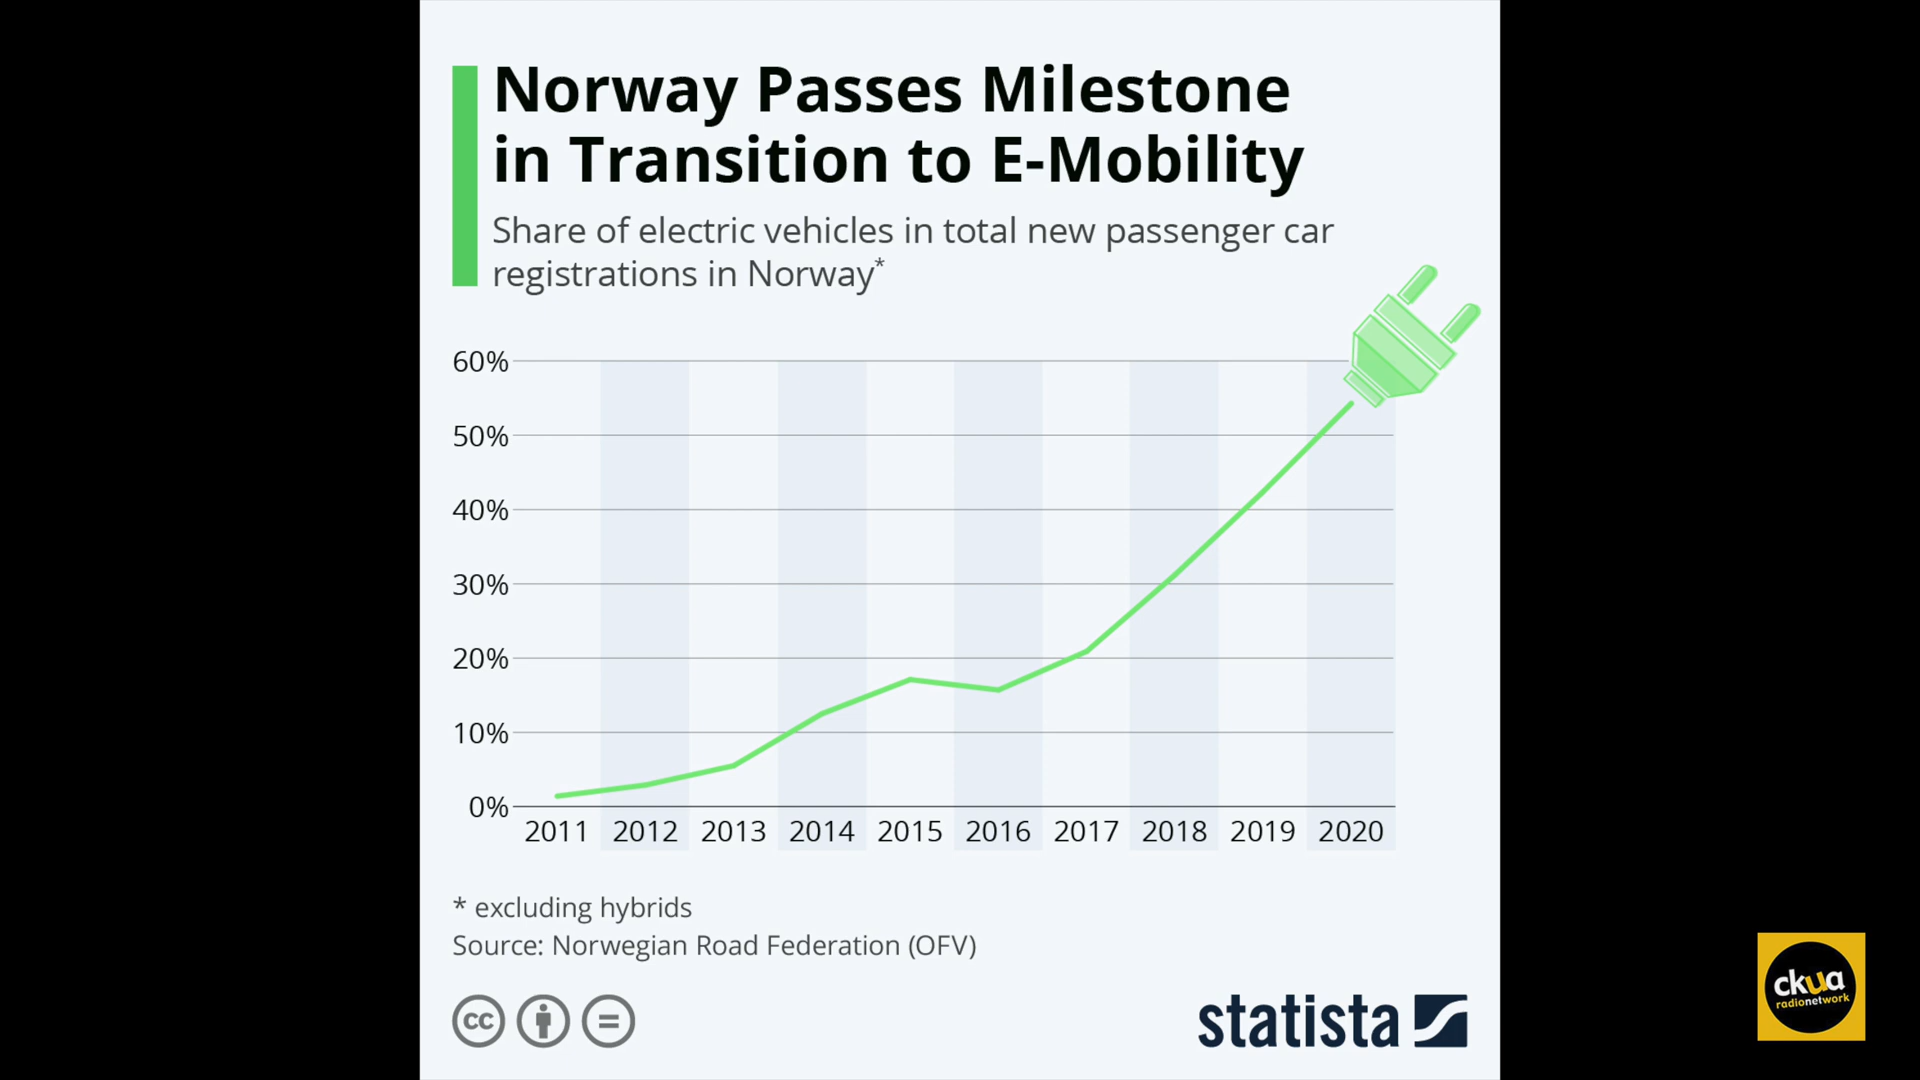 Norway Passes Milestone
in Transition to E-Mobility
Share of electric vehicles in total new passenger car
registrations in Norway*
60%
50%
40%
30%
20%
10%
0%
2011 2012 2013 2014 2015 2016 2017 2018 2019 2020
* excluding hybrids
Source: Norwegian Road Federation (OFV)
cc
statista
ckua
radionetwork